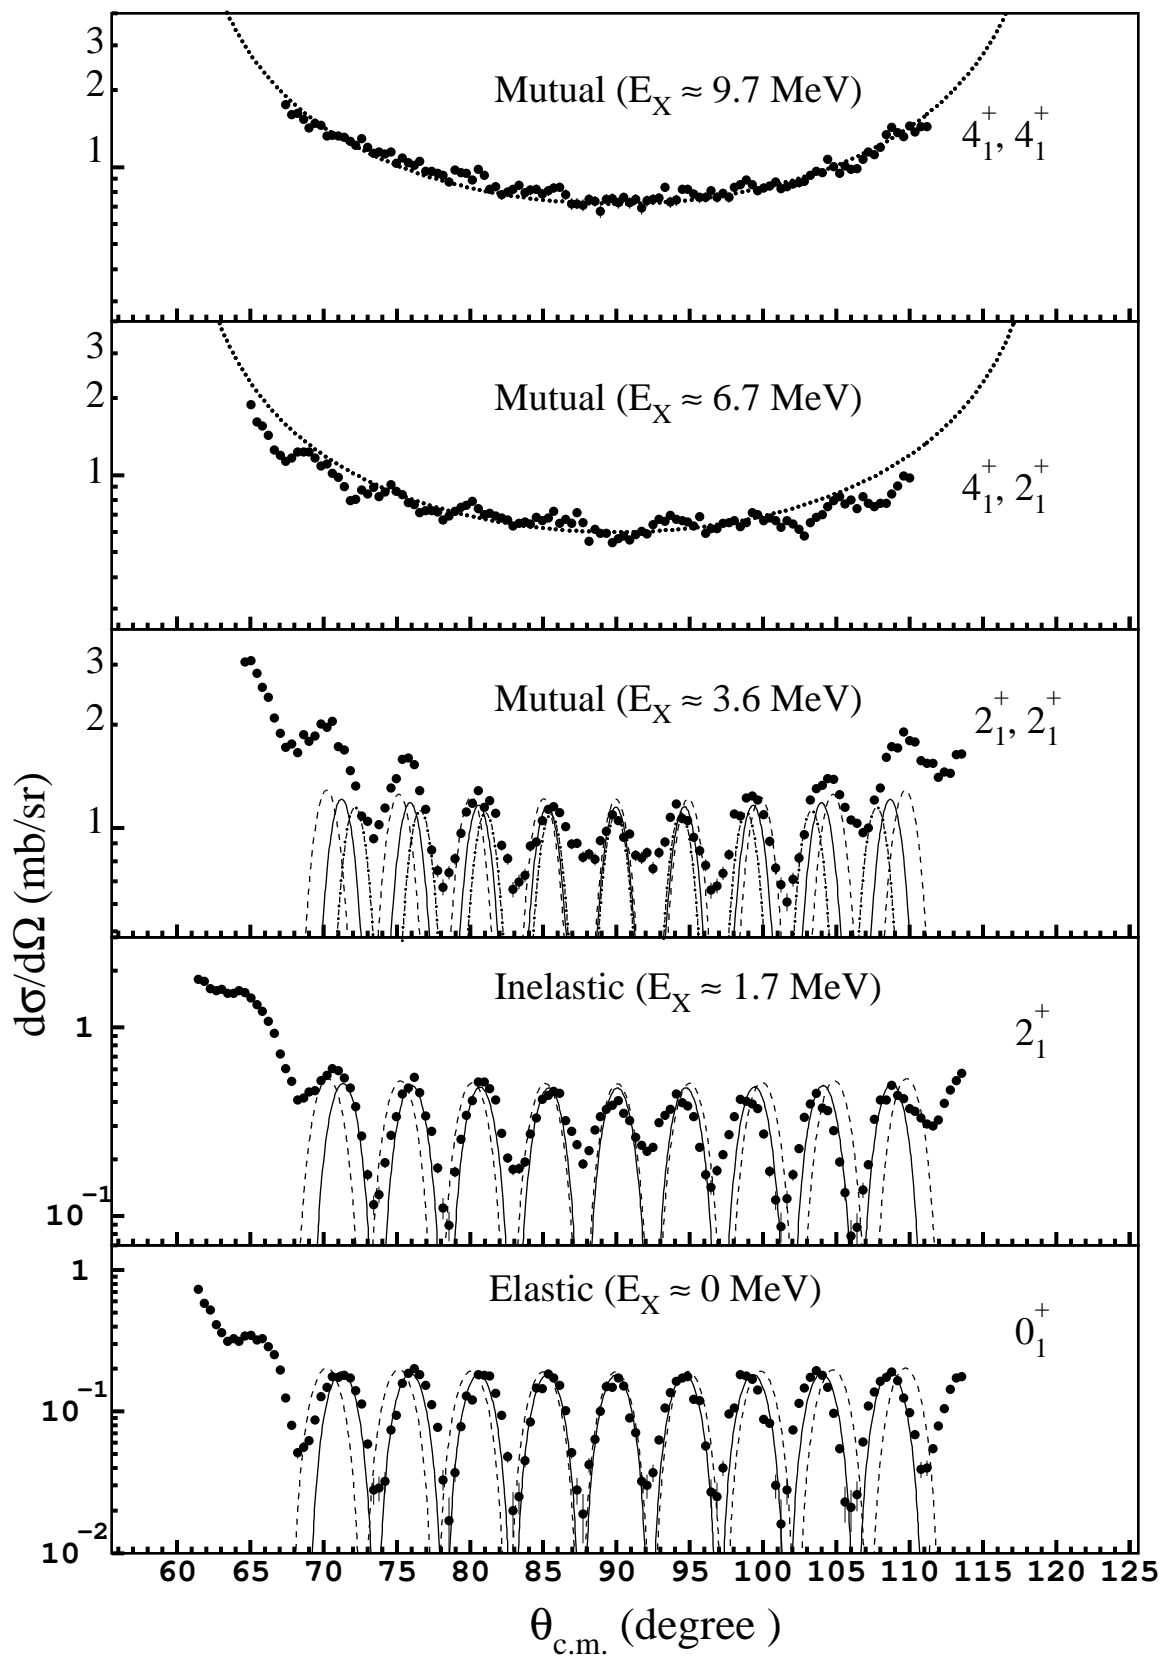 3
2
1
Mutual (E_X ≈ 9.7 MeV)
4_1^+, 4_1^+
3
2
1
Mutual (E_X ≈ 6.7 MeV)
4_1^+, 2_1^+
3
2
1
Mutual (E_X ≈ 3.6 MeV)
2_1^+, 2_1^+
dσ/dΩ (mb/sr)
1
10^-1
Inelastic (E_X ≈ 1.7 MeV)
2_1^+
1
10^-1
10^-2
Elastic (E_X ≈ 0 MeV)
0_1^+
60 65 70 75 80 85 90 95 100 105 110 115 120 125
θ_c.m. (degree )